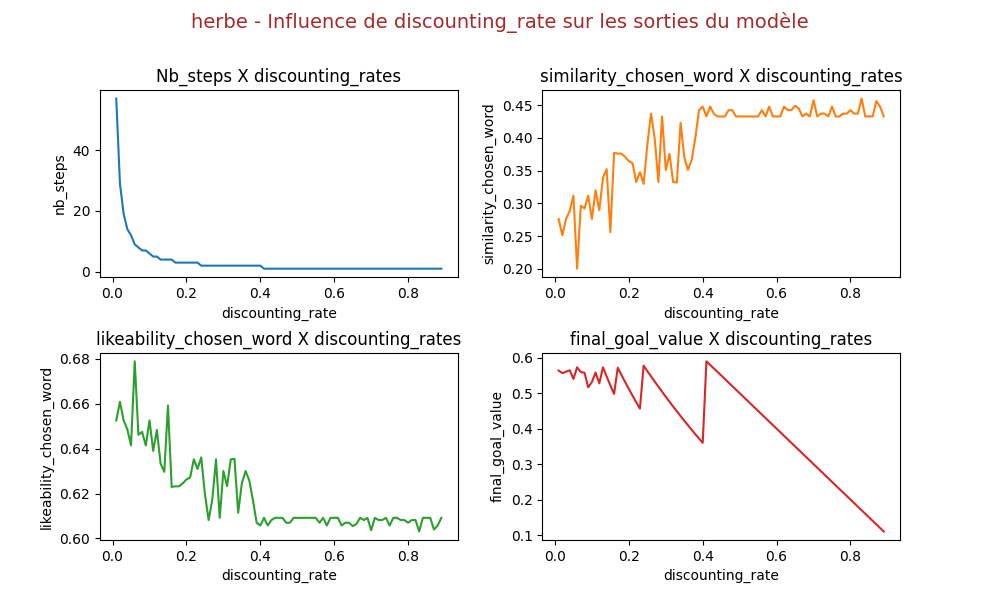 herbe - Influence de discounting_rate sur les sorties du modèle
Nb_steps X discounting_rates
nb_steps
40
20
0
0.0 0.2 0.4 0.6 0.8
discounting_rate
similarity_chosen_word X discounting_rates
similarity_chosen_word
0.45
0.40
0.35
0.30
0.25
0.20
0.0 0.2 0.4 0.6 0.8
discounting_rate
likeability_chosen_word X discounting_rates
likeability_chosen_word
0.68
0.66
0.64
0.62
0.60
0.0 0.2 0.4 0.6 0.8
discounting_rate
final_goal_value X discounting_rates
final_goal_value
0.6
0.5
0.4
0.3
0.2
0.1
0.0 0.2 0.4 0.6 0.8
discounting_rate